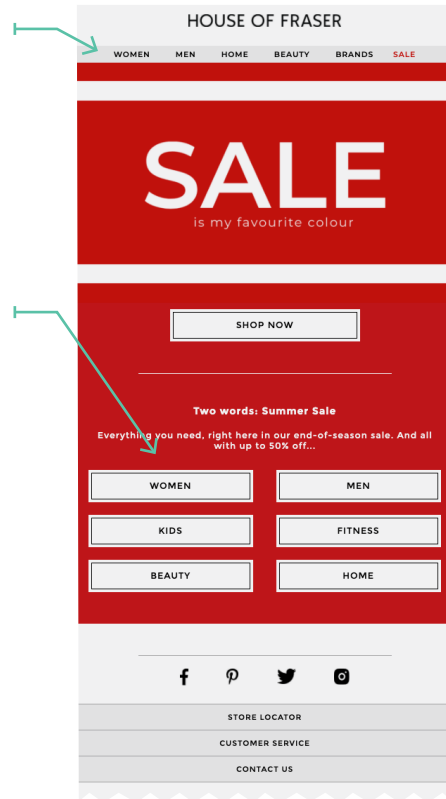 HOUSE OF FRASER
WOMEN MEN HOME BEAUTY BRANDS SALE
SALE
is my favourite colour
SHOP NOW
Two words: Summer Sale
Everything you need, right here in our end-of-season sale. And all
with up to 50% off...
WOMEN MEN
KIDS FITNESS
BEAUTY HOME
STORE LOCATOR
CUSTOMER SERVICE
CONTACT US